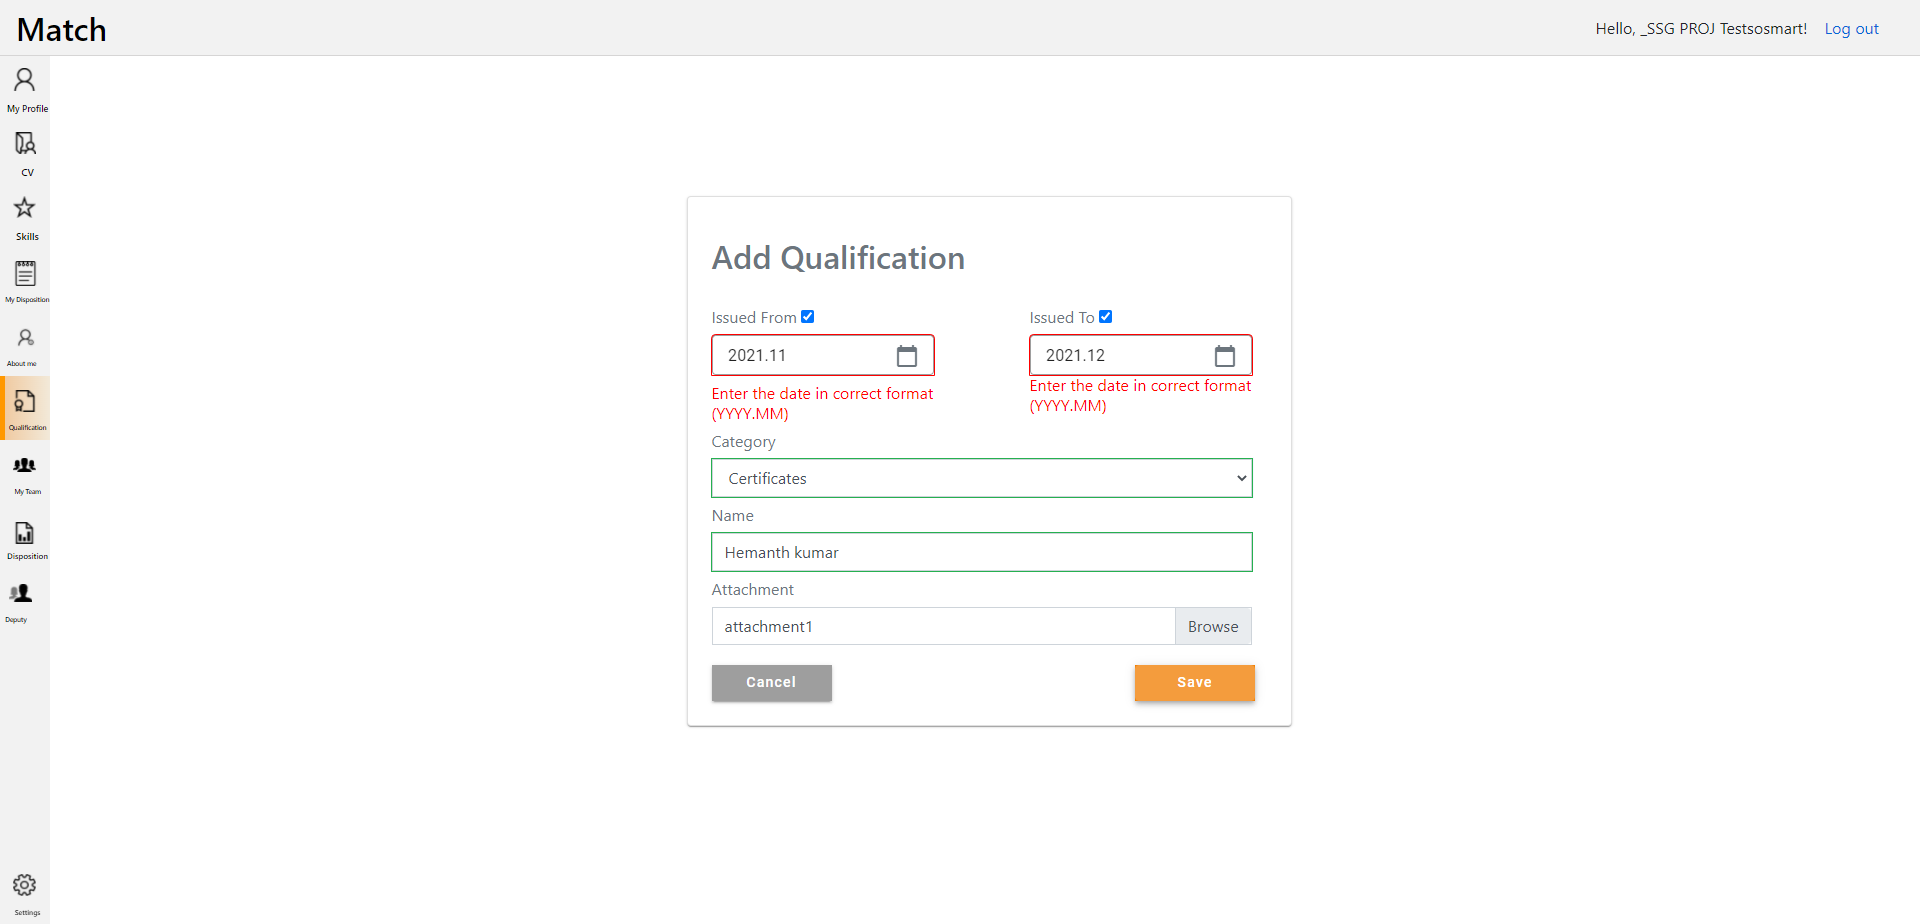 Match
Hello, _SSG PROJ Testsosmart! Log out
My Profile
CV
Skills
My Disposition
About me
Qualification
My Team
Disposition
Deputy
Settings
Add Qualification
Issued From
Issued To
2021.11
2021.12
Enter the date in correct format
(YYYY.MM)
Enter the date in correct format
(YYYY.MM)
Category
Certificates
Name
Hemanth kumar
Attachment
attachment1
Browse
Cancel
Save